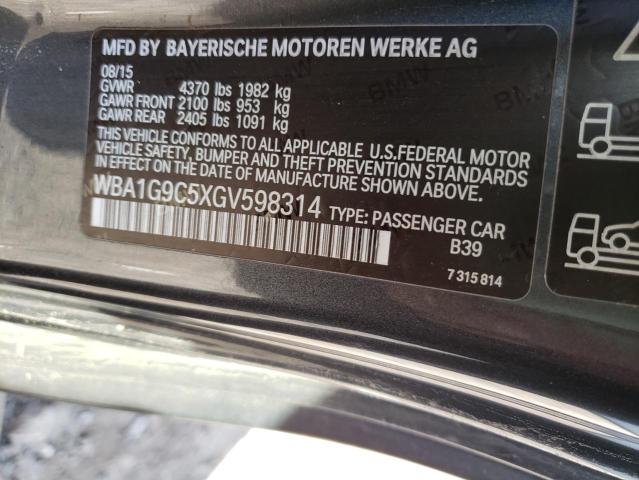 MFD BY BAYERISCHE MOTOREN WERKE AG
08/15
GVWR 4370 lbs 1982 kg
GAWR FRONT 2100 lbs 953 kg
GAWR REAR 2405 lbs 1091 kg
THIS VEHICLE CONFORMS TO ALL APPLICABLE U.S.FEDERAL MOTOR
VEHICLE SAFETY, BUMPER, AND THEFT PREVENTION STANDARDS
IN EFFECT ON THE DATE OF MANUFACTURE SHOWN ABOVE.
WBA1G9C5XGV598314 TYPE: PASSENGER CAR
B39
7 315 814